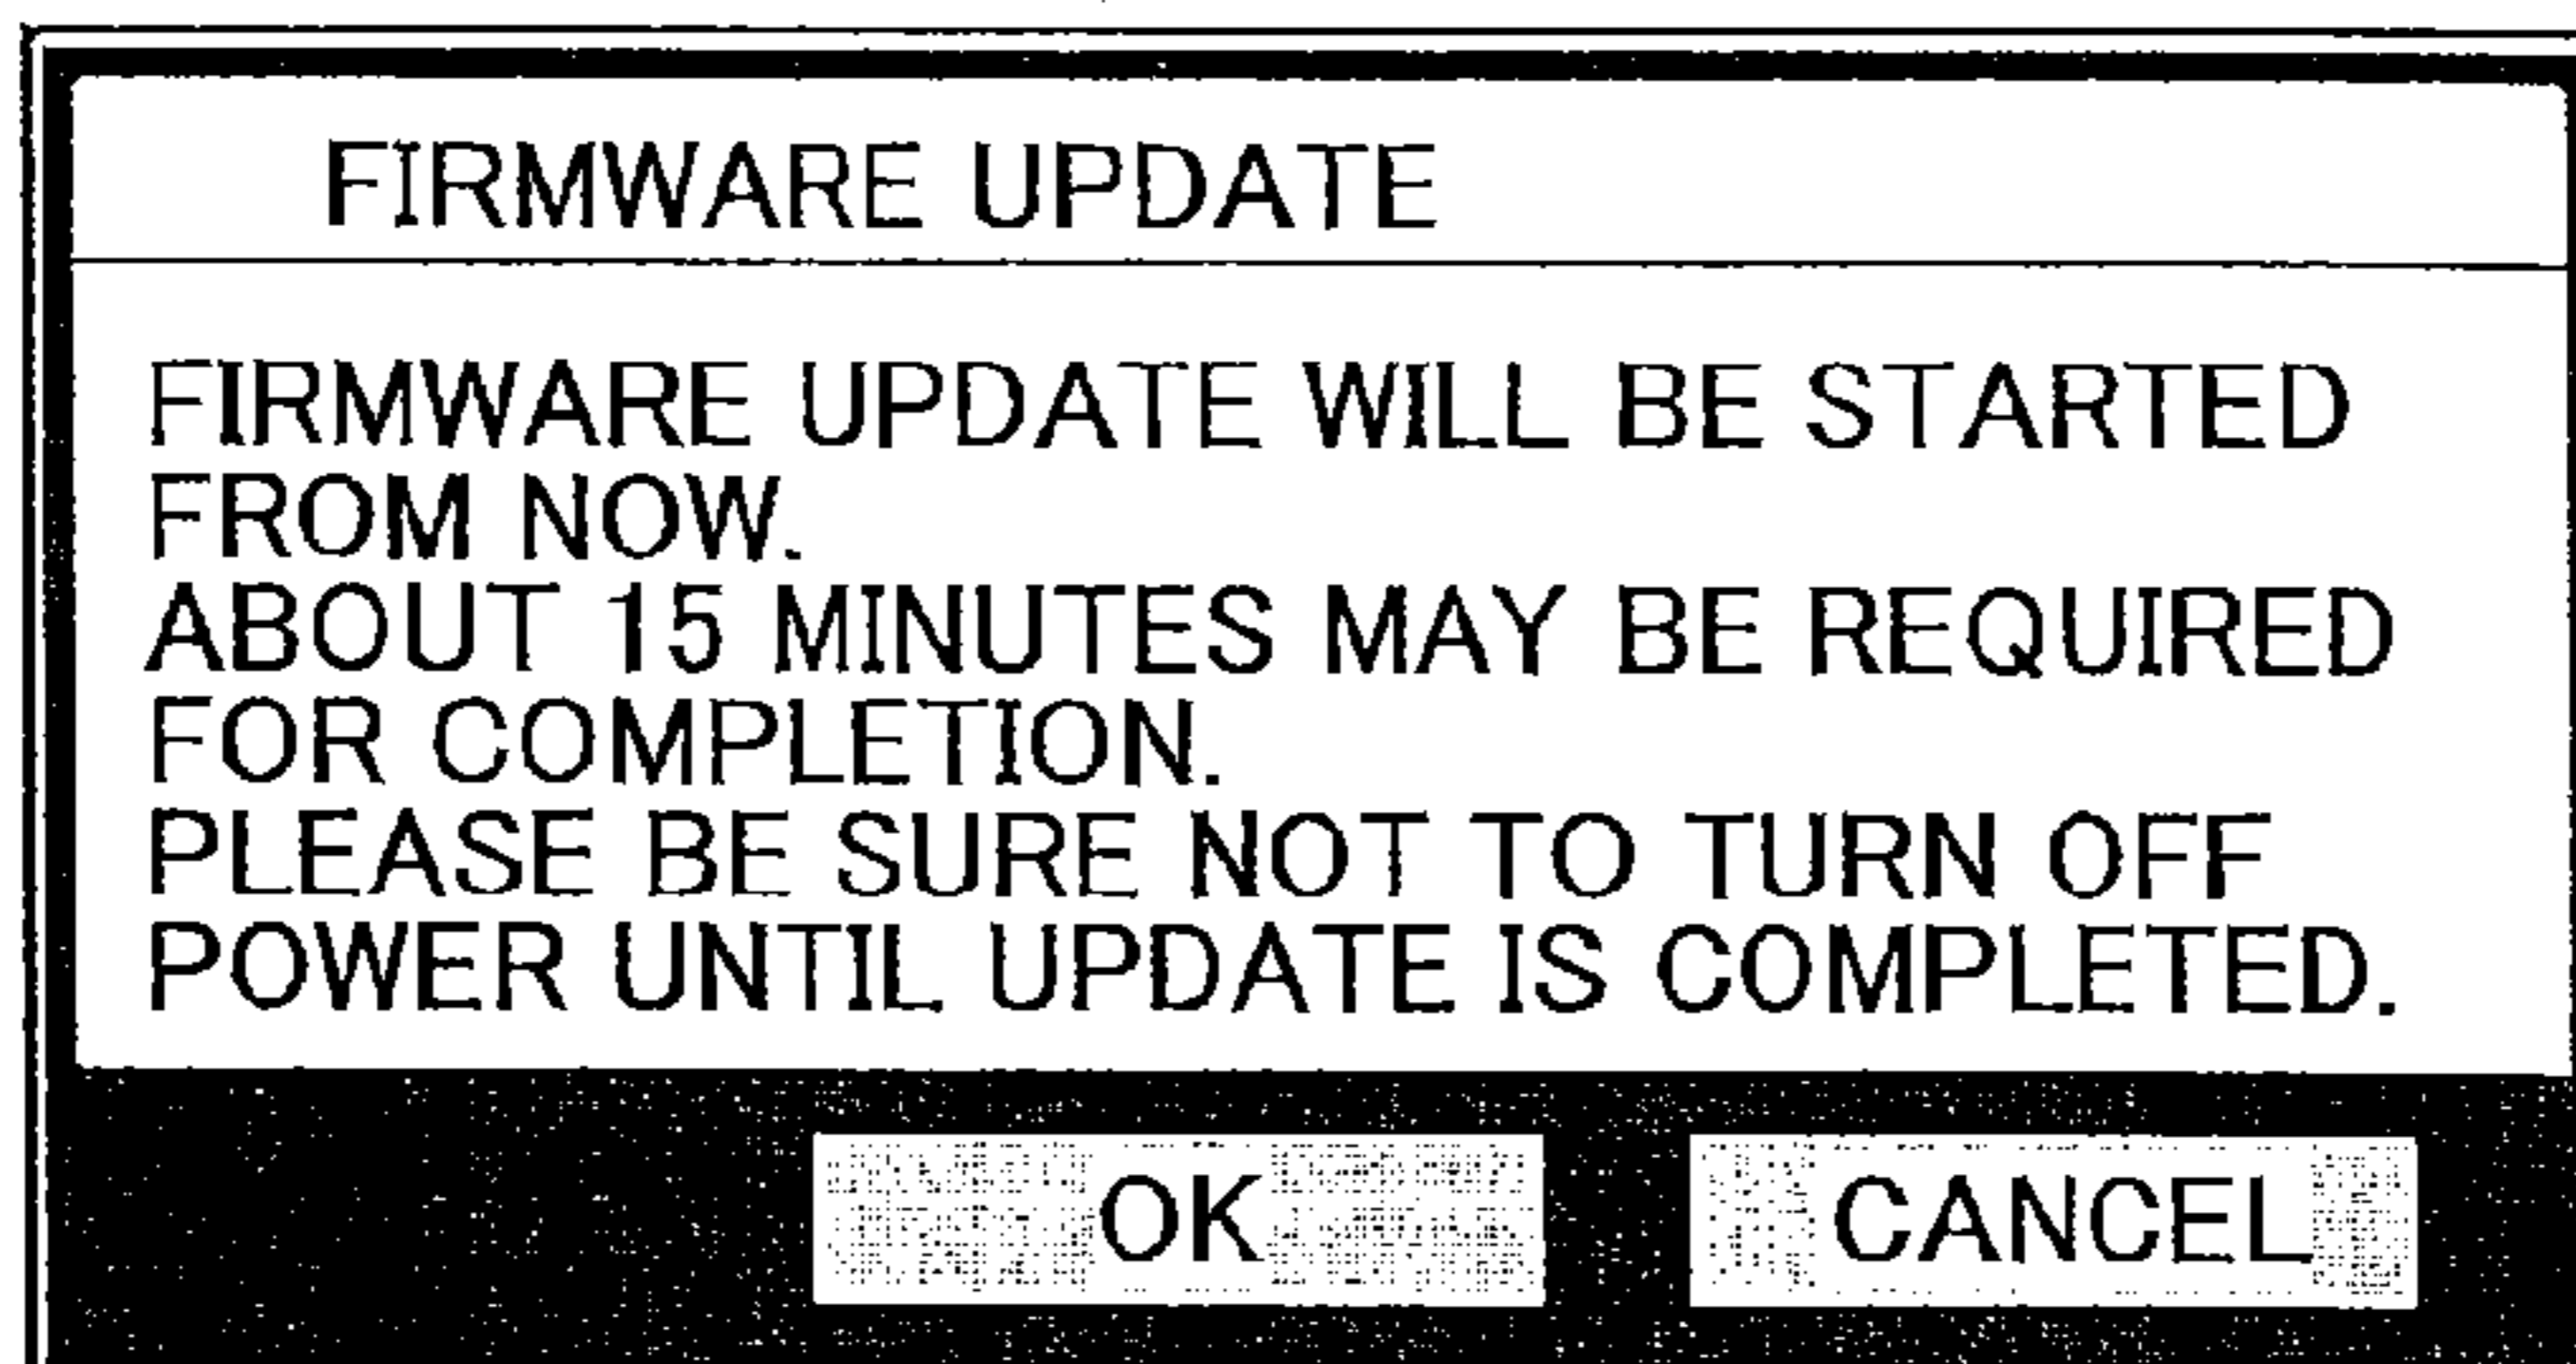 FIRMWARE UPDATE
FIRMWARE UPDATE WILL BE STARTED
FROM NOW.
ABOUT 15 MINUTES MAY BE REQUIRED
FOR COMPLETION.
PLEASE BE SURE NOT TO TURN OFF
POWER UNTIL UPDATE IS COMPLETED.
OK CANCEL